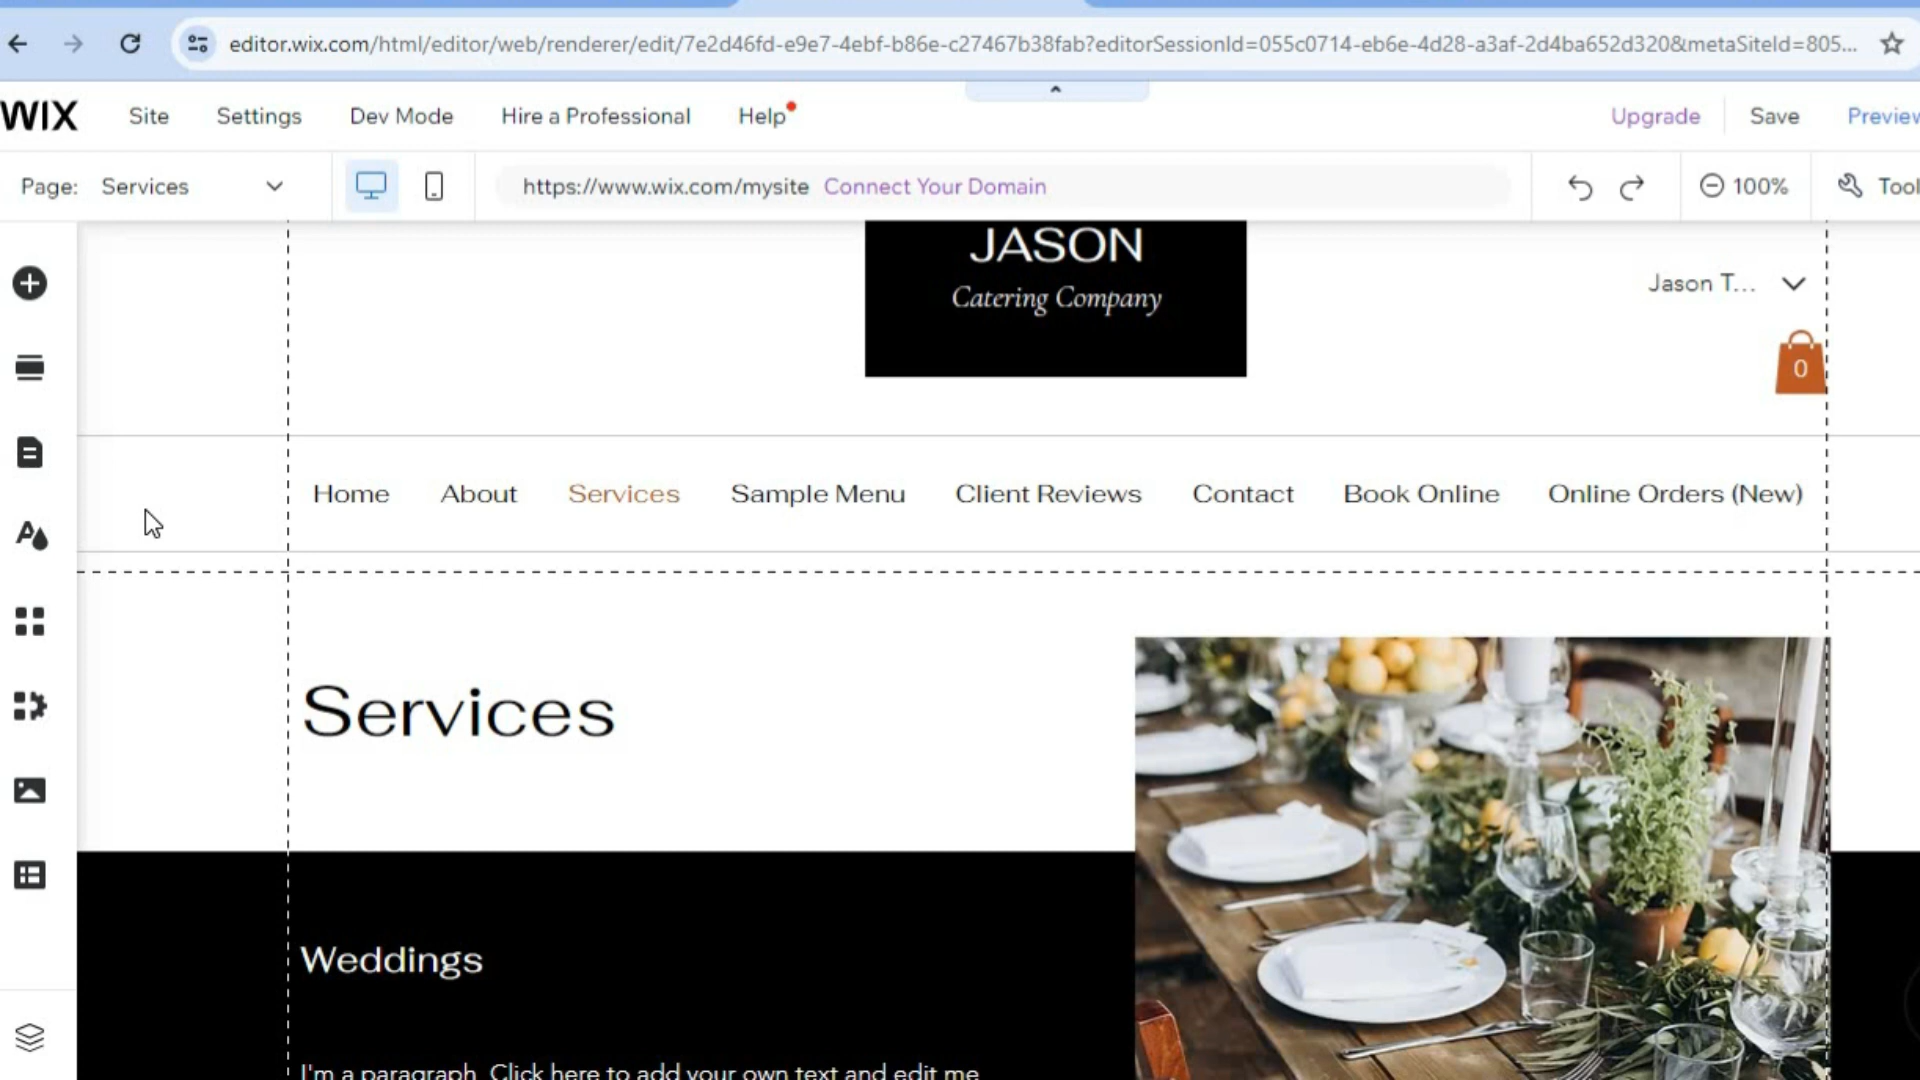 editor.wix.com/html/editor/web/renderer/edit/7e2d46fd-e9e7-4ebf-b86e-c27467b38fab?editorSessionId=055c0714-eb6e-4d28-a3af-2d4ba652d320&metaSiteId=805...
WIX Site Settings Dev Mode Hire a Professional Help Upgrade Save Preview
Page: Services https://www.wix.com/mysite Connect Your Domain 100% Tool
JASON
Catering Company
Jason T...
0
Home About Services Sample Menu Client Reviews Contact Book Online Online Orders (New)
Services
Weddings
I'm a paragraph. Click here to add your own text and edit me